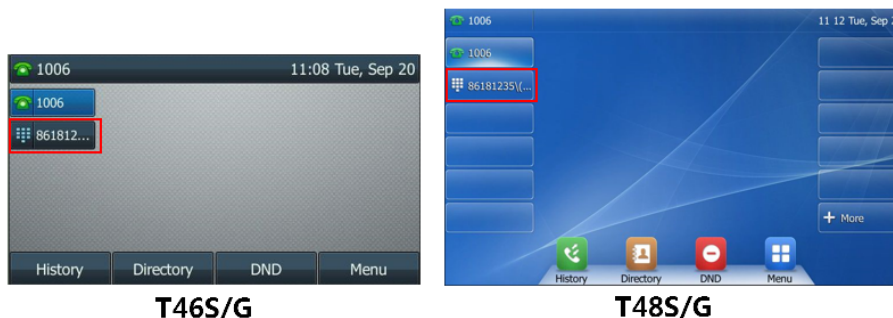 1006
11:08 Tue, Sep 20
1006
861812...
History Directory DND Menu
T46S/G
1006
11 12 Tue, Sep
1006
86181235\(...
+ More
History Directory DND Menu
T48S/G